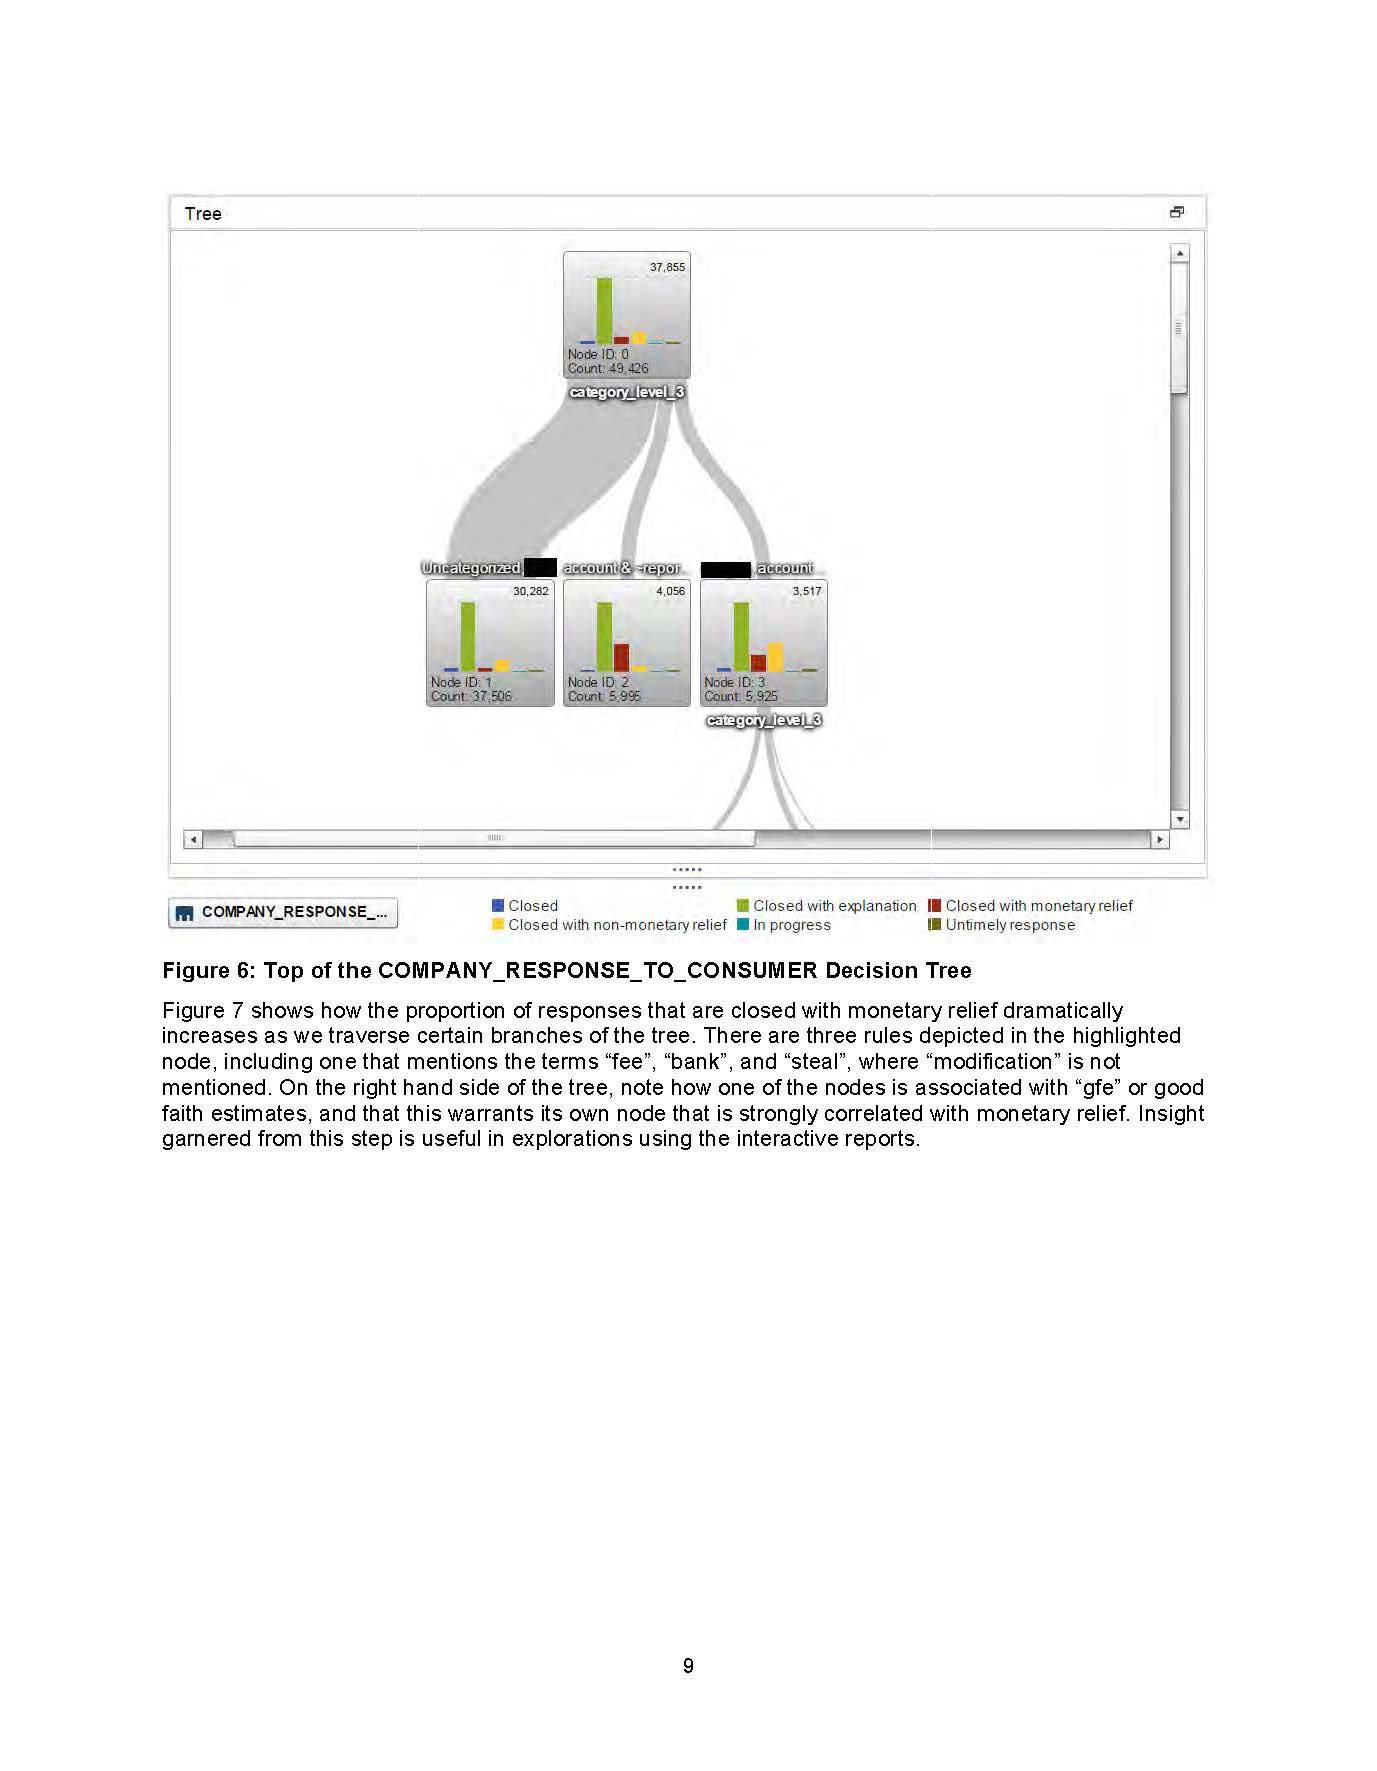 Tree
37,855
Node ID: 0
Count: 49,426
category_level_3
Uncategorized, account & ~repor... account...
30,282
Node ID: 1
Count: 37,506
4,056
Node ID: 2
Count: 5,995
3,517
Node ID: 3
Count: 5,925
category_level_3
COMPANY_RESPONSE_...
Closed Closed with explanation Closed with monetary relief
Closed with non-monetary relief In progress Untimely response
Figure 6: Top of the COMPANY_RESPONSE_TO_CONSUMER Decision Tree
Figure 7 shows how the proportion of responses that are closed with monetary relief dramatically
increases as we traverse certain branches of the tree. There are three rules depicted in the highlighted
node, including one that mentions the terms “fee”, “bank”, and “steal”, where “modification” is not
mentioned. On the right hand side of the tree, note how one of the nodes is associated with “gfe” or good
faith estimates, and that this warrants its own node that is strongly correlated with monetary relief. Insight
garnered from this step is useful in explorations using the interactive reports.
9